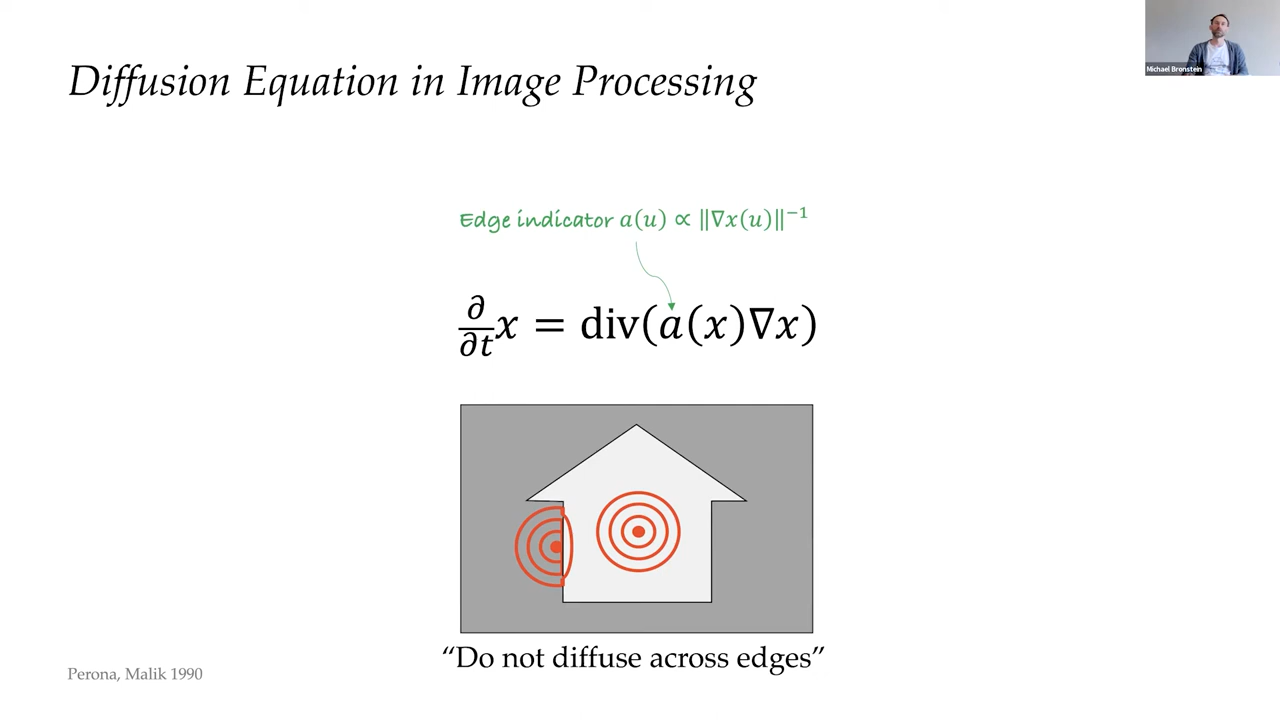 Michael Bronstein
Diffusion Equation in Image Processing
Edge indicator a(u) ∝ ‖∇x(u)‖⁻¹
∂/∂t x = div(a(x)∇x)
“Do not diffuse across edges”
Perona, Malik 1990